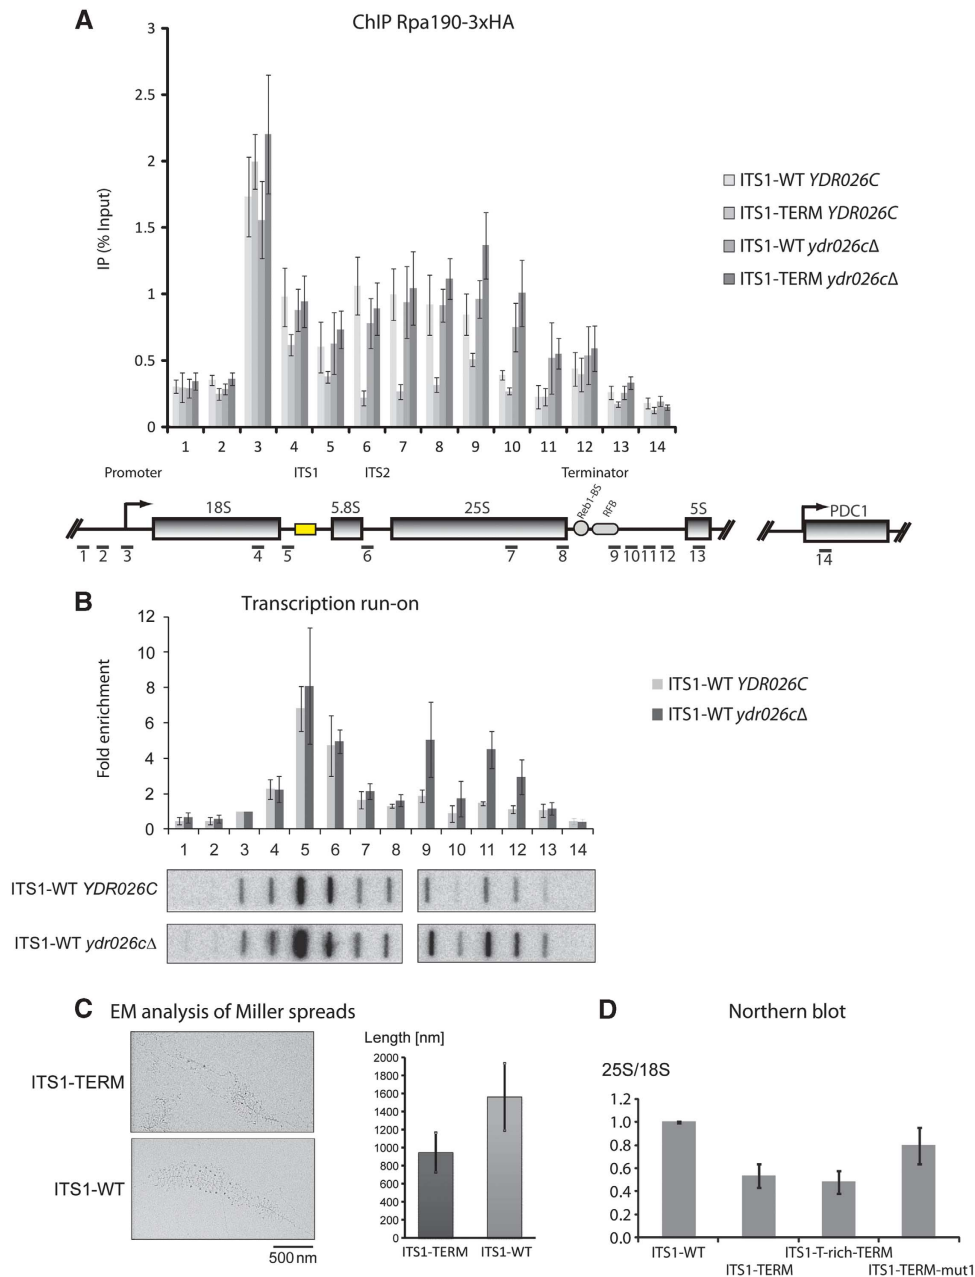 A
ChIP Rpa190-3xHA
3
2.5
2
1.5
1
0.5
0
IP (% Input)
ITS1-WT YDR026C
ITS1-TERM YDR026C
ITS1-WT ydr026cΔ
ITS1-TERM ydr026cΔ
1 2 3 4 5 6 7 8 9 10 11 12 13 14
Promoter ITS1 ITS2 Terminator
18S 5.8S 25S Reb1-BS RFB 5S PDC1
1 2 3 4 5 6 7 8 9 10 11 12 13 14
B
Transcription run-on
12
10
8
6
4
2
0
Fold enrichment
ITS1-WT YDR026C
ITS1-WT ydr026cΔ
1 2 3 4 5 6 7 8 9 10 11 12 13 14
ITS1-WT YDR026C
ITS1-WT ydr026cΔ
C
EM analysis of Miller spreads
ITS1-TERM
ITS1-WT
500 nm
Length [nm]
2000
1800
1600
1400
1200
1000
800
600
400
200
0
ITS1-TERM ITS1-WT
D
Northern blot
25S/18S
1.2
1.0
0.8
0.6
0.4
0.2
0.0
ITS1-WT ITS1-T-rich-TERM
ITS1-TERM ITS1-TERM-mut1